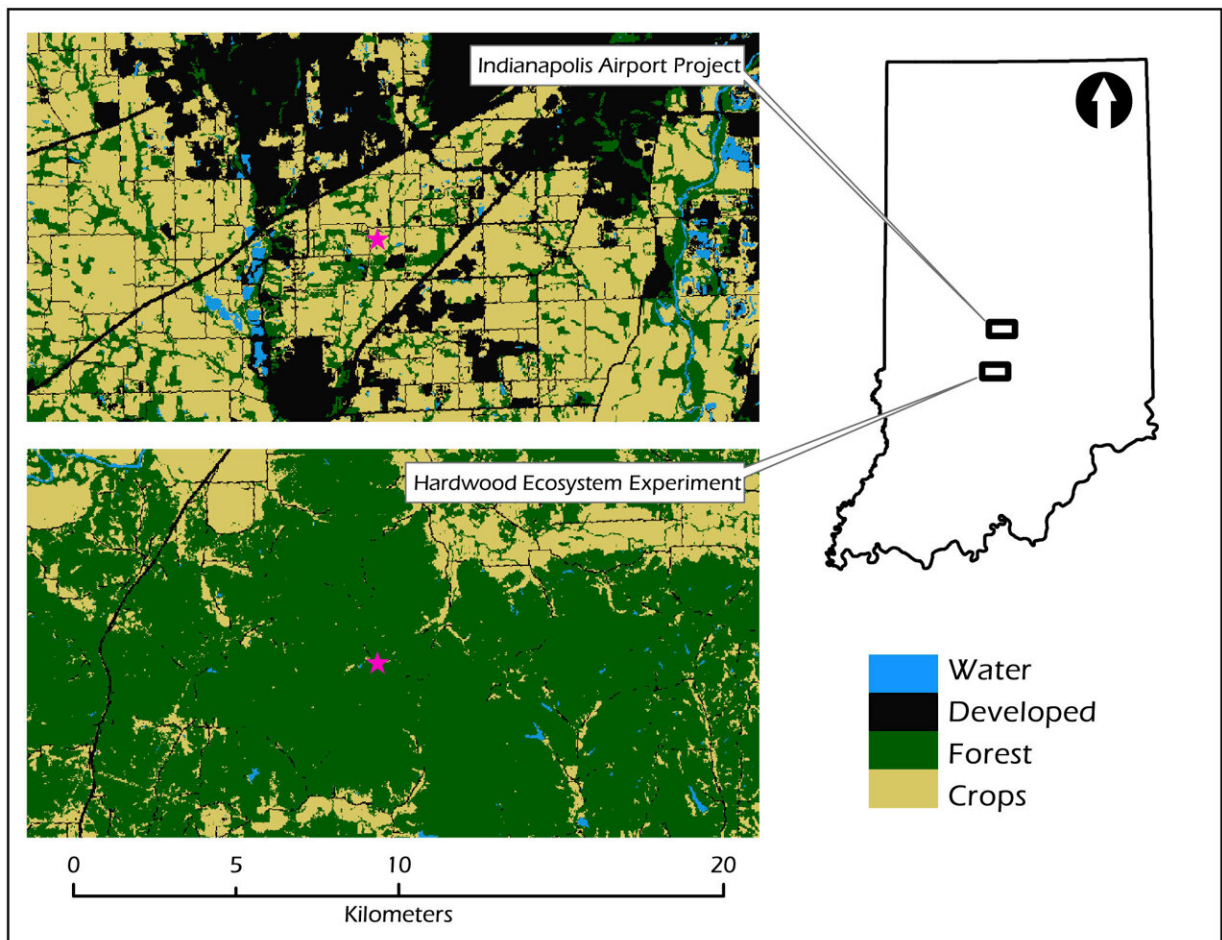 Indianapolis Airport Project
Hardwood Ecosystem Experiment
Water
Developed
Forest
Crops
0 5 10 20
Kilometers